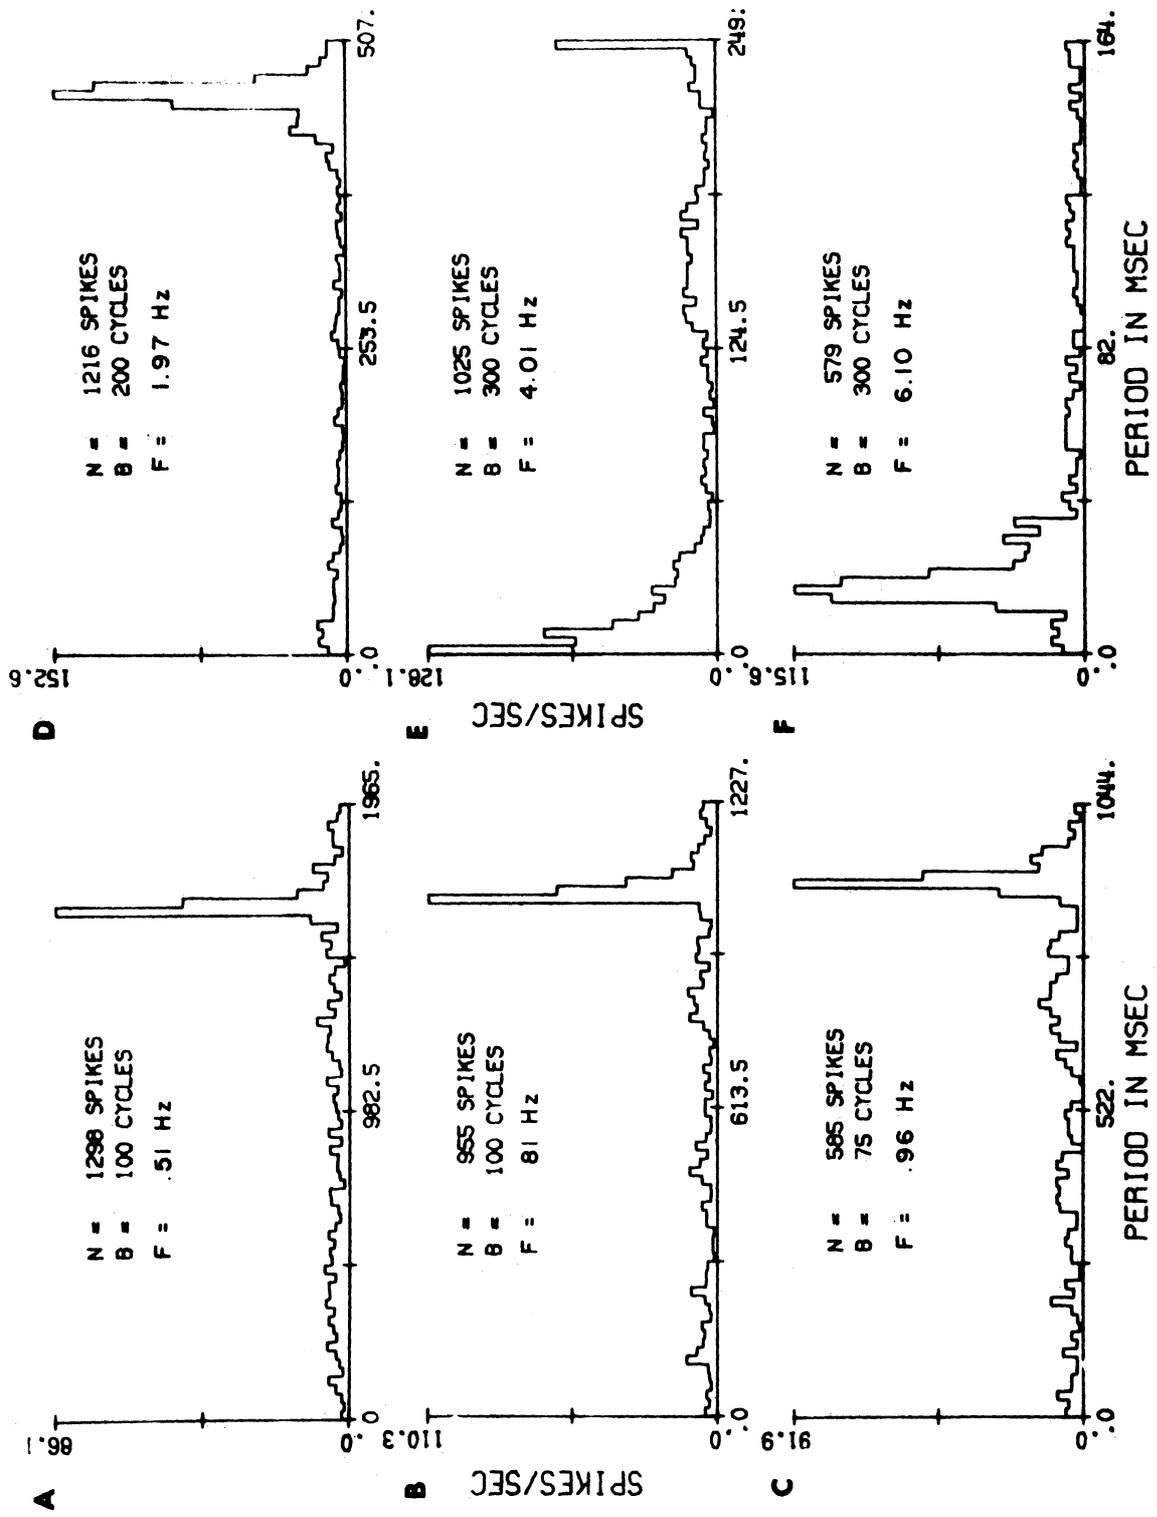 A
86.1
0.
N = 1298 SPIKES
B = 100 CYCLES
F = .51 Hz
0
982.5
1965.
B
110.3
0.
SPIKES/SEC
N = 955 SPIKES
B = 100 CYCLES
F = 81 Hz
.0
613.5
1227.
C
91.9
0.
N = 585 SPIKES
B = 75 CYCLES
F = .96 Hz
.0
522.
1044.
PERIOD IN MSEC
D
152.6
0.
N = 1216 SPIKES
B = 200 CYCLES
F = 1.97 Hz
.0
253.5
507.
E
128.1
0.
SPIKES/SEC
N = 1025 SPIKES
B = 300 CYCLES
F = 4.01 Hz
.0
124.5
249.
F
115.6
0.
N = 579 SPIKES
B = 300 CYCLES
F = 6.10 Hz
.0
82.
164.
PERIOD IN MSEC